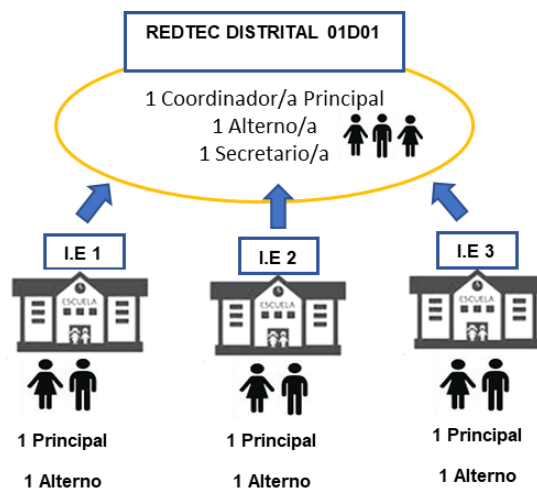 REDTEC DISTRITAL 01D01
1 Coordinador/a Principal
1 Alterno/a
1 Secretario/a
I.E 1
I.E 2
I.E 3
ESCUELA
ESCUELA
ESCUELA
1 Principal
1 Principal
1 Principal
1 Alterno
1 Alterno
1 Alterno